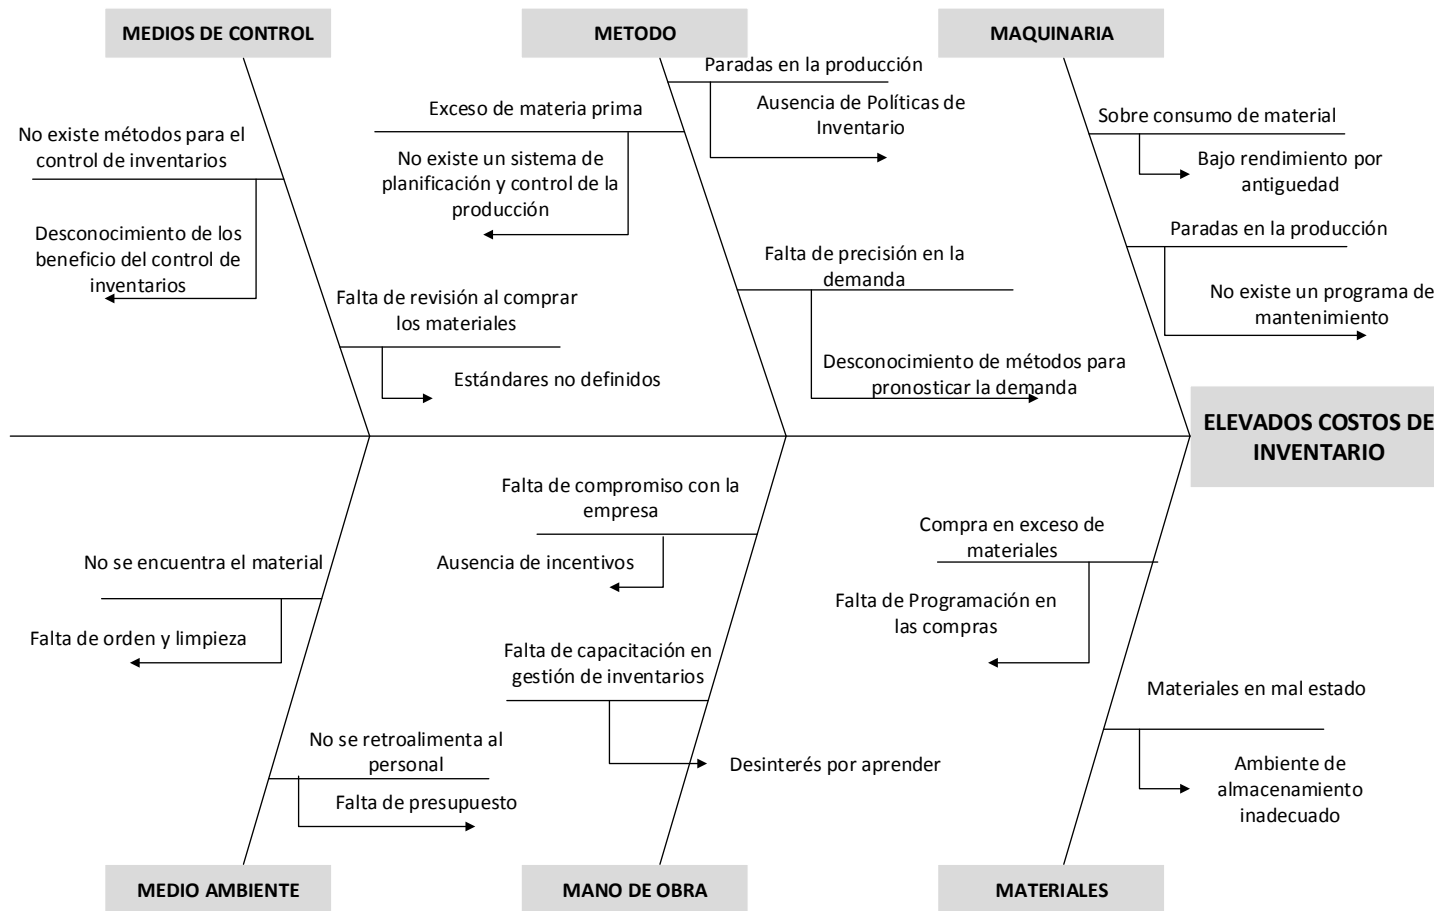 MEDIOS DE CONTROL
METODO
MAQUINARIA
No existe métodos para el
control de inventarios
Desconocimiento de los
beneficio del control de
inventarios
Falta de revisión al comprar
los materiales
Estándares no definidos
Exceso de materia prima
No existe un sistema de
planificación y control de la
producción
Paradas en la producción
Ausencia de Políticas de
Inventario
Falta de precisión en la
demanda
Desconocimiento de métodos para
pronosticar la demanda
Sobre consumo de material
Bajo rendimiento por
antiguedad
Paradas en la producción
No existe un programa de
mantenimiento
ELEVADOS COSTOS DE
INVENTARIO
No se encuentra el material
Falta de orden y limpieza
No se retroalimenta al
personal
Falta de presupuesto
Falta de compromiso con la
empresa
Ausencia de incentivos
Falta de capacitación en
gestión de inventarios
Desinterés por aprender
Compra en exceso de
materiales
Falta de Programación en
las compras
Materiales en mal estado
Ambiente de
almacenamiento
inadecuado
MEDIO AMBIENTE
MANO DE OBRA
MATERIALES